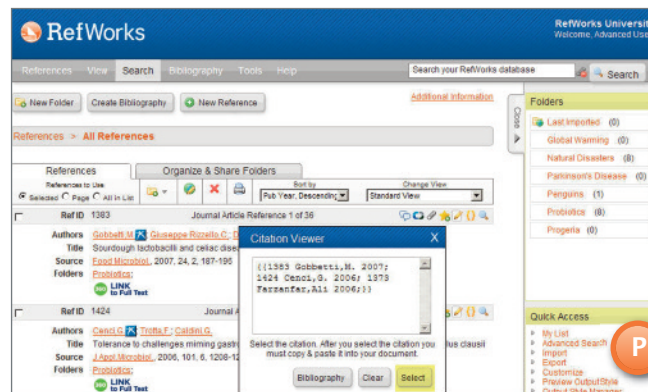 RefWorks
RefWorks Universit
Welcome, Advanced Use
References View Search Bibliography Tools Help
Search your RefWorks database
Search
New Folder Create Bibliography New Reference
Additional Information
References > All References
Close
Folders
Last Imported (0)
Global Warming (0)
Natural Disasters (8)
Parkinson's Disease (0)
Penguins (1)
Probiotics (8)
Progeria (0)
References Organize & Share Folders
References to Use
Selected Page All in List
Sort by
Pub Year, Descending
Change View
Standard View
Ref ID 1383 Journal Article Reference 1 of 36
Authors Gobbetti,M. Giuseppe Rizzello,C.; D
Title Sourdough lactobacilli and celiac dise
Source Food Microbiol., 2007, 24, 2, 187-196
Folders Probiotics;
LINK to Full Text
Citation Viewer X
{{1383 Gobbetti,M. 2007;
1424 Cenci,G. 2006; 1373
Farzanfar,Ali 2006;}}
Select the citation. After you select the citation you
must copy & paste it into your document.
Bibliography Clear Select
Ref ID 1424 Journal A
Authors Cenci,G. Trotta,F.; Caldini,G.
Title Tolerance to challenges miming gastr
lus clausii
Source J.Appl.Microbiol., 2006, 101, 6, 1208-12
Folders Probiotics;
LINK to Full Text
Quick Access
My List
Advanced Search
Import
Export
Customize
Preview Output Style
Output Style Manager
P